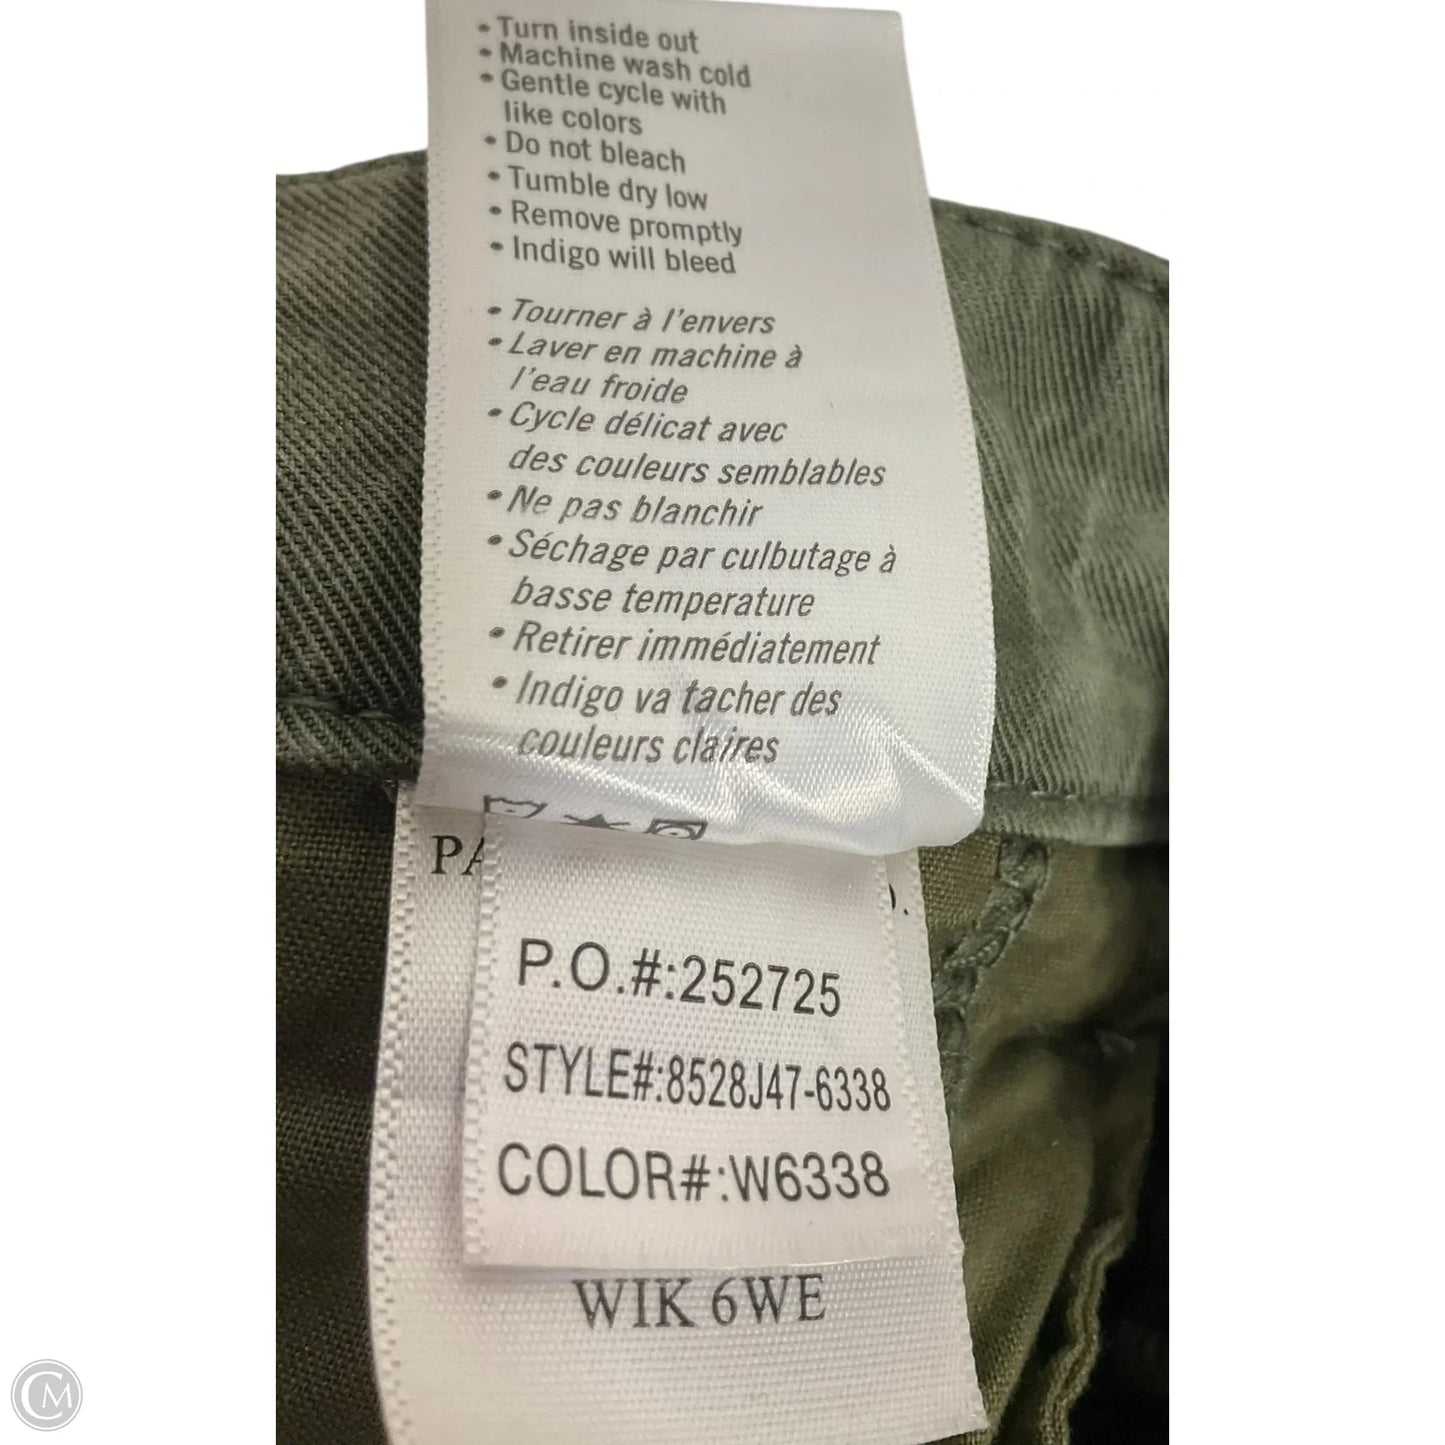 • Turn inside out
• Machine wash cold
• Gentle cycle with
like colors
• Do not bleach
• Tumble dry low
• Remove promptly
• Indigo will bleed
• Tourner à l'envers
• Laver en machine à
l'eau froide
• Cycle délicat avec
des couleurs semblables
• Ne pas blanchir
• Séchage par culbutage à
basse temperature
• Retirer immédiatement
• Indigo va tacher des
couleurs claires
P.O.#:252725
STYLE#:8528J47-6338
COLOR#:W6338
WIK 6WE
CM